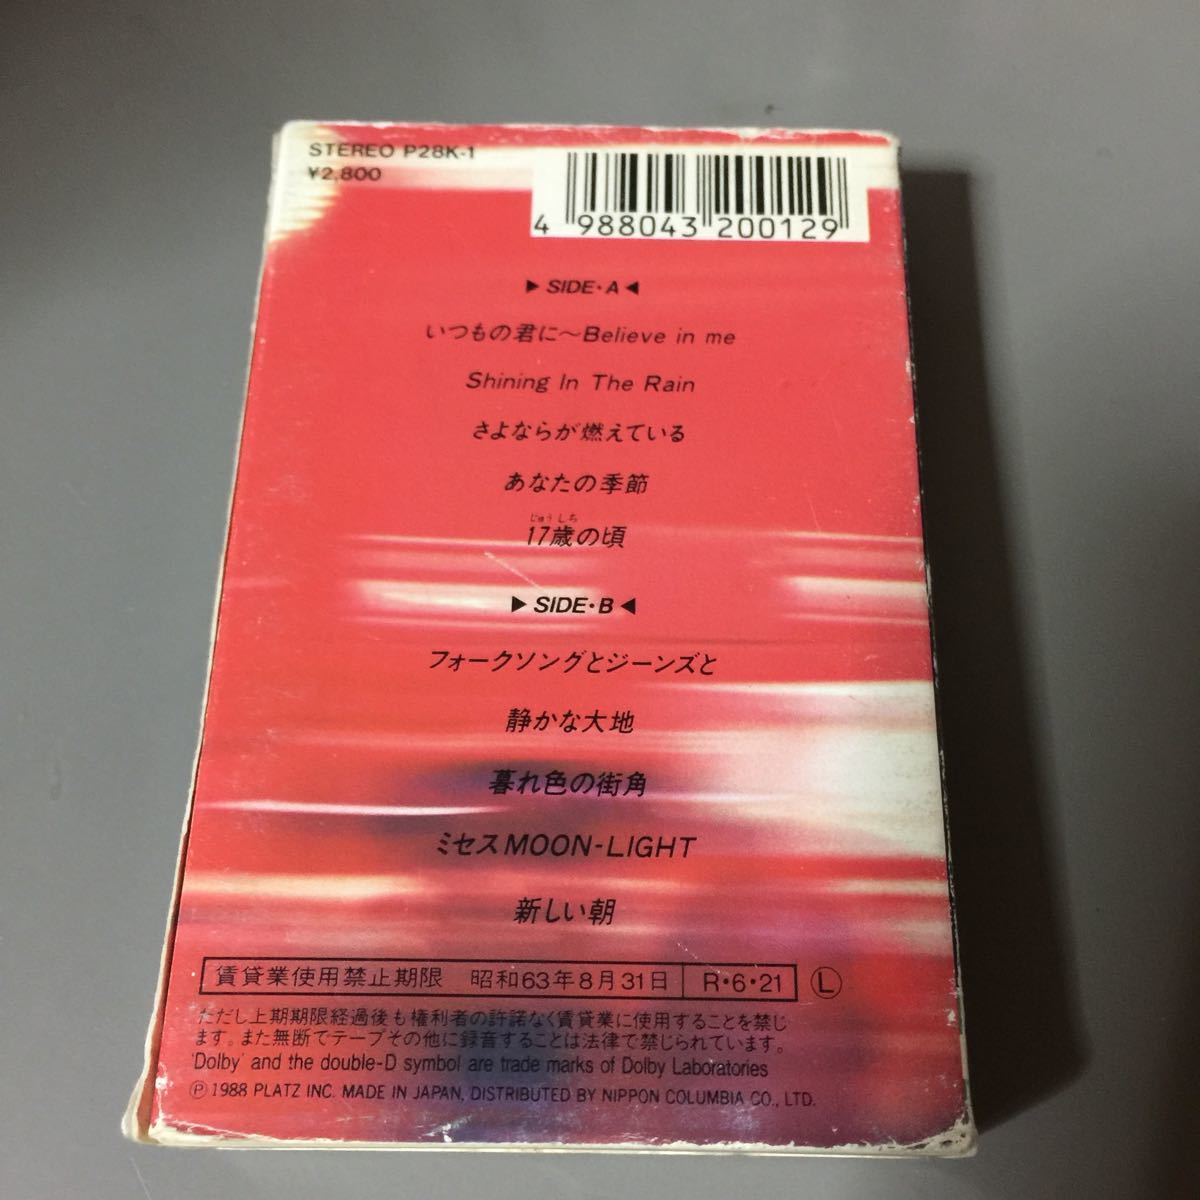 STEREO P28K-1
¥2,800
4 988043 200129
▶ SIDE・A ◀
いつもの君に〜Believe in me
Shining In The Rain
さよならが燃えている
あなたの季節
じゅうしち
17歳の頃
▶ SIDE・B ◀
フォークソングとジーンズと
静かな大地
暮れ色の街角
ミセスMOON-LIGHT
新しい朝
賃貸業使用禁止期限 昭和63年8月31日 R・6・21 Ⓛ
ただし上期期限経過後も権利者の許諾なく賃貸業に使用することを禁じ
ます。また無断でテープその他に録音することは法律で禁じられています。
'Dolby' and the double-D symbol are trade marks of Dolby Laboratories
Ⓟ1988 PLATZ INC. MADE IN JAPAN, DISTRIBUTED BY NIPPON COLUMBIA CO., LTD.